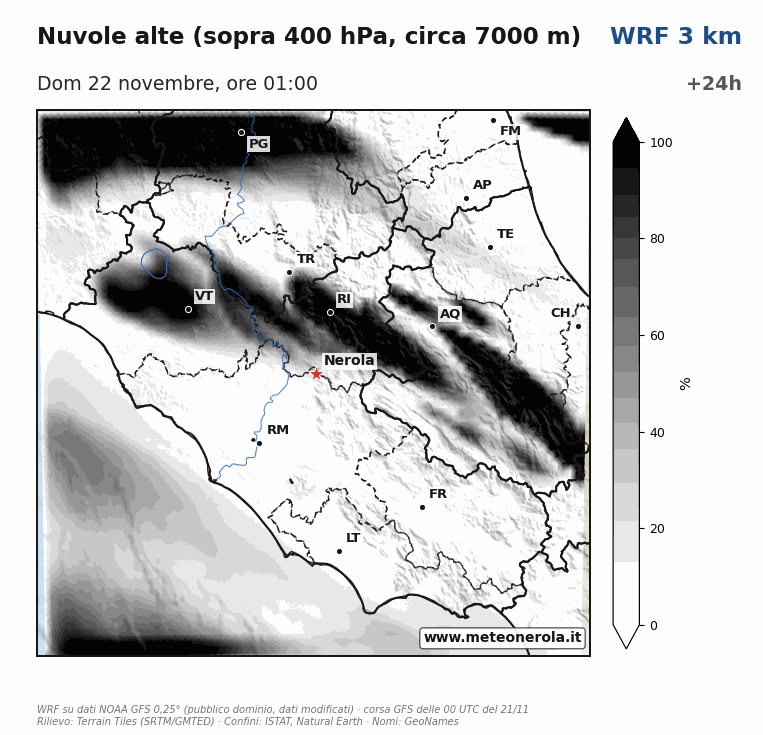 Nuvole alte (sopra 400 hPa, circa 7000 m) WRF 3 km
Dom 22 novembre, ore 01:00 +24h
FM
PG
AP
TE
TR
VT
RI
AQ
CH
Nerola
RM
FR
LT
www.meteonerola.it
100
80
60
40
20
0
%
WRF su dati NOAA GFS 0,25° (pubblico dominio, dati modificati) · corsa GFS delle 00 UTC del 21/11
Rilievo: Terrain Tiles (SRTM/GMTED) · Confini: ISTAT, Natural Earth · Nomi: GeoNames